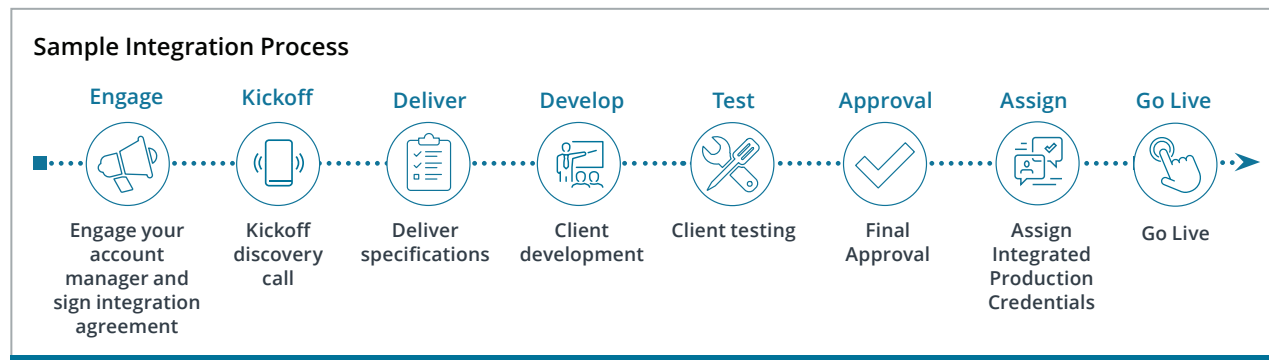 Sample Integration Process
Engage
Kickoff
Deliver
Develop
Test
Approval
Assign
Go Live
Engage your
account
manager and
sign integration
agreement
Kickoff
discovery
call
Deliver
specifications
Client
development
Client testing
Final
Approval
Assign
Integrated
Production
Credentials
Go Live